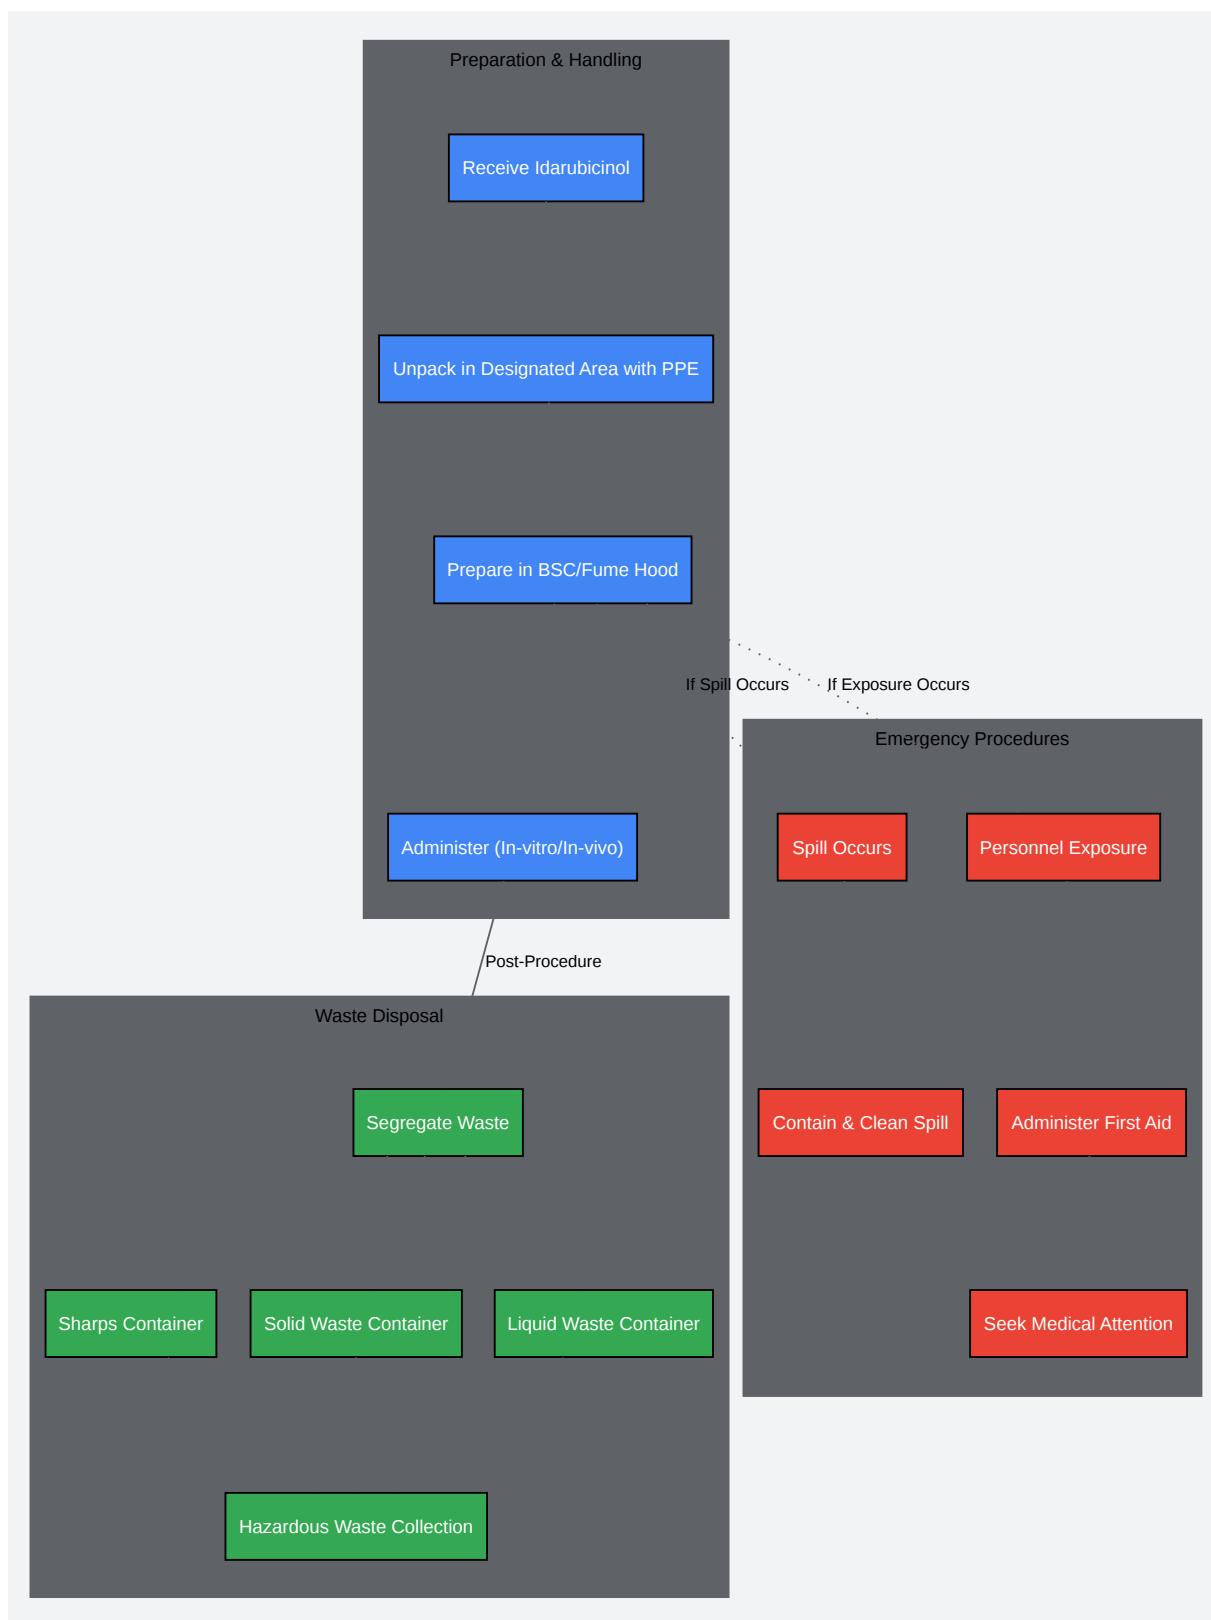 Preparation & Handling
Receive Idarubicinol
Unpack in Designated Area with PPE
Prepare in BSC/Fume Hood
If Spill Occurs
If Exposure Occurs
Administer (In-vitro/In-vivo)
Post-Procedure
Emergency Procedures
Spill Occurs
Personnel Exposure
Contain & Clean Spill
Administer First Aid
Seek Medical Attention
Waste Disposal
Segregate Waste
Sharps Container
Solid Waste Container
Liquid Waste Container
Hazardous Waste Collection